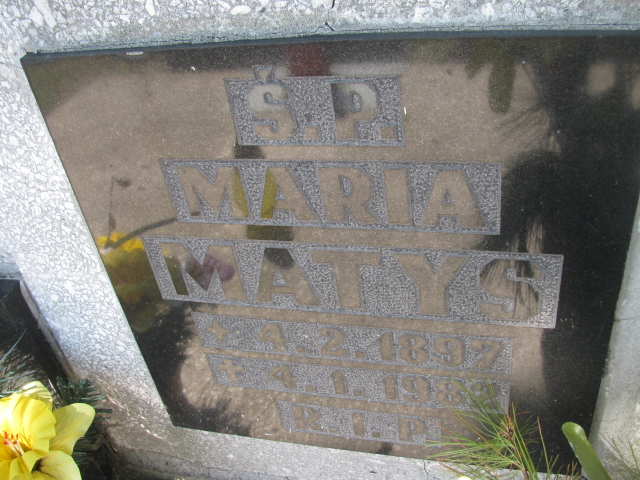 Ś.P.
MARIA
MATYS
* 4.2.1897
† 4.1.198
R.I.P.